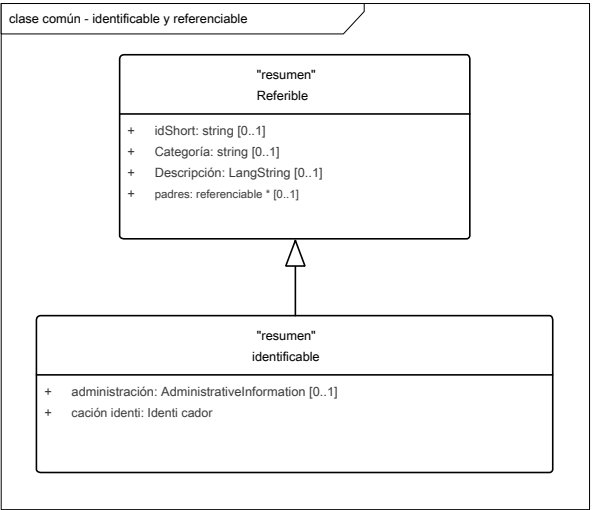 clase común - identificable y referenciable
"resumen"
Referible
+ idShort: string [0..1]
+ Categoría: string [0..1]
+ Descripción: LangString [0..1]
+ padres: referenciable * [0..1]
"resumen"
identificable
+ administración: AdministrativeInformation [0..1]
+ cación identi: Identi cador